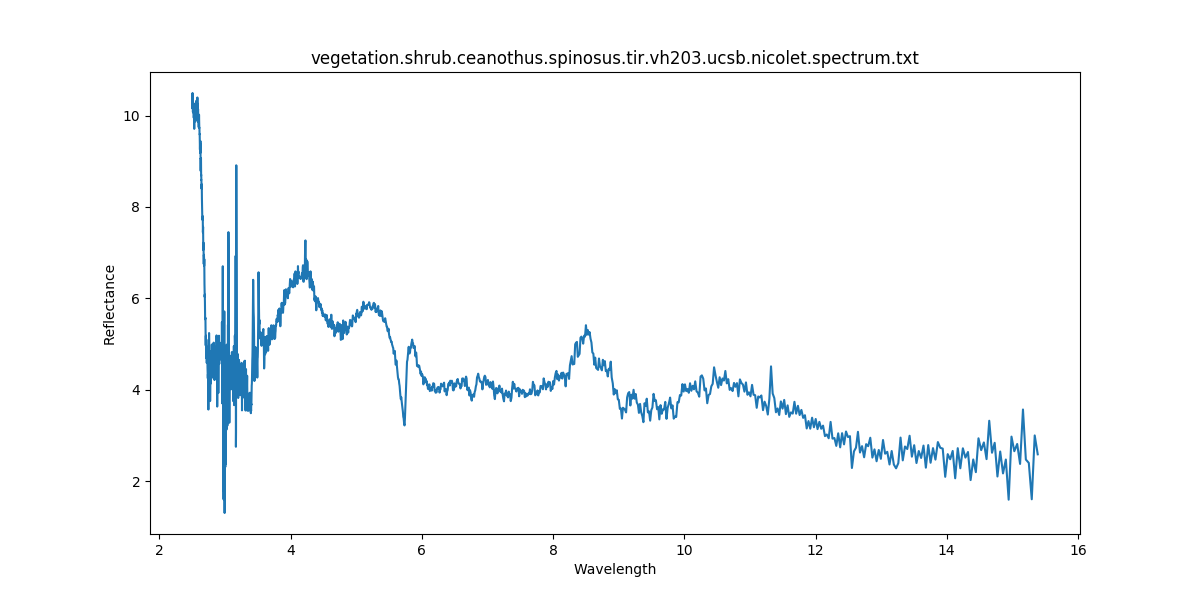 vegetation.shrub.ceanothus.spinosus.tir.vh203.ucsb.nicolet.spectrum.txt
10
8
6
4
2
Reflectance
2 4 6 8 10 12 14 16
Wavelength